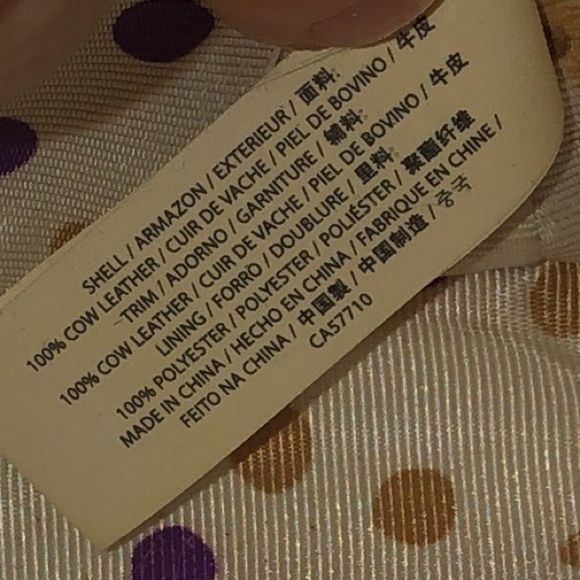 SHELL / ARMAZON / EXTERIEUR / 面料:
100% COW LEATHER / CUIR DE VACHE / PIEL DE BOVINO / 牛皮
TRIM / ADORNO / GARNITURE / 辅料:
100% COW LEATHER / CUIR DE VACHE / PIEL DE BOVINO / 牛皮
LINING / FORRO / DOUBLURE / 里料:
100% POLYESTER / POLYESTER / POLIÉSTER / 聚酯纤维
MADE IN CHINA / HECHO EN CHINA / FABRIQUE EN CHINE /
FEITO NA CHINA / 中国製 / 中国制造 / 중국
CA57710